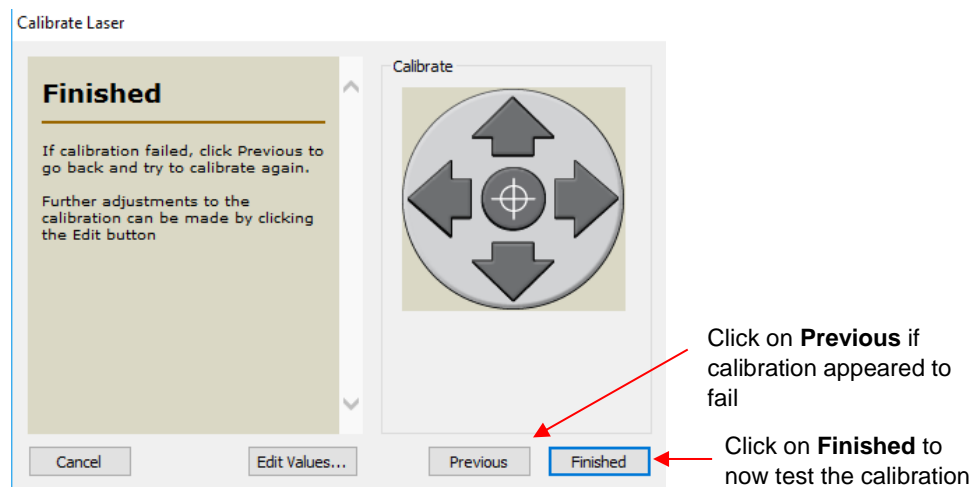 Calibrate Laser
Finished
If calibration failed, click Previous to
go back and try to calibrate again.
Further adjustments to the
calibration can be made by clicking
the Edit button
Calibrate
Click on Previous if
calibration appeared to
fail
Cancel
Edit Values...
Previous
Finished
Click on Finished to
now test the calibration